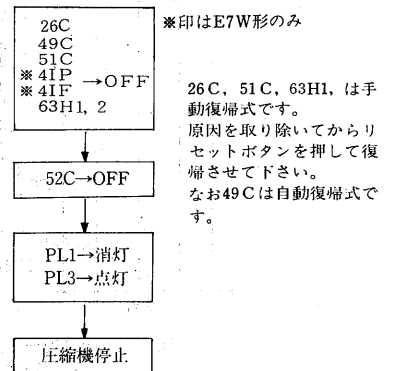 26C
49C
51C
※4IP
※4IF
→OFF
63H1, 2
※印はE7W形のみ
26C, 51C, 63H1, は手
動復帰式です。
原因を取り除いてからリ
セットボタンを押して復
帰させて下さい。
なお49Cは自動復帰式で
す。
52C→OFF
PL1→消灯
PL3→点灯
圧縮機停止